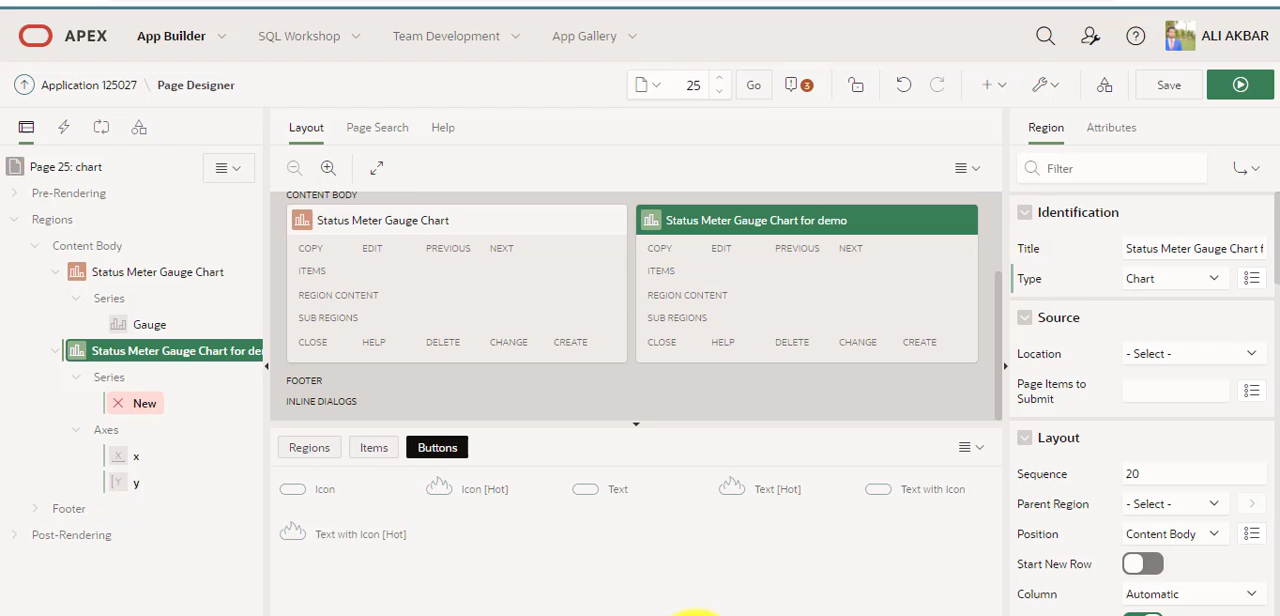 APEX App Builder SQL Workshop Team Development App Gallery ALI AKBAR
Application 125027 \ Page Designer 25 Go 3 Save
Layout Page Search Help
Region Attributes
Page 25: chart
Filter
Pre-Rendering
Regions
Content Body
Status Meter Gauge Chart
Series
Gauge
Status Meter Gauge Chart for de
Series
New
Axes
x
y
Footer
Post-Rendering
CONTENT BODY
Status Meter Gauge Chart
COPY EDIT PREVIOUS NEXT
ITEMS
REGION CONTENT
SUB REGIONS
CLOSE HELP DELETE CHANGE CREATE
Status Meter Gauge Chart for demo
COPY EDIT PREVIOUS NEXT
ITEMS
REGION CONTENT
SUB REGIONS
CLOSE HELP DELETE CHANGE CREATE
FOOTER
INLINE DIALOGS
Regions Items Buttons
Icon Icon [Hot] Text Text [Hot] Text with Icon
Text with Icon [Hot]
Identification
Title Status Meter Gauge Chart f
Type Chart
Source
Location - Select -
Page Items to
Submit
Layout
Sequence 20
Parent Region - Select -
Position Content Body
Start New Row
Column Automatic